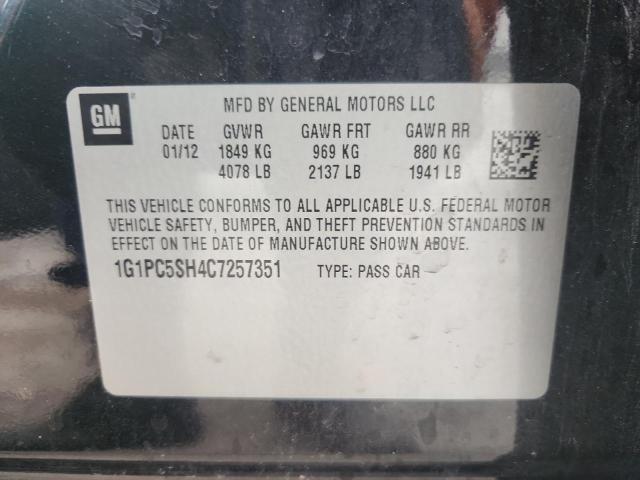 GM
MFD BY GENERAL MOTORS LLC
DATE GVWR GAWR FRT GAWR RR
01/12 1849 KG 969 KG 880 KG
4078 LB 2137 LB 1941 LB
THIS VEHICLE CONFORMS TO ALL APPLICABLE U.S. FEDERAL MOTOR
VEHICLE SAFETY, BUMPER, AND THEFT PREVENTION STANDARDS IN
EFFECT ON THE DATE OF MANUFACTURE SHOWN ABOVE.
1G1PC5SH4C7257351 TYPE: PASS CAR